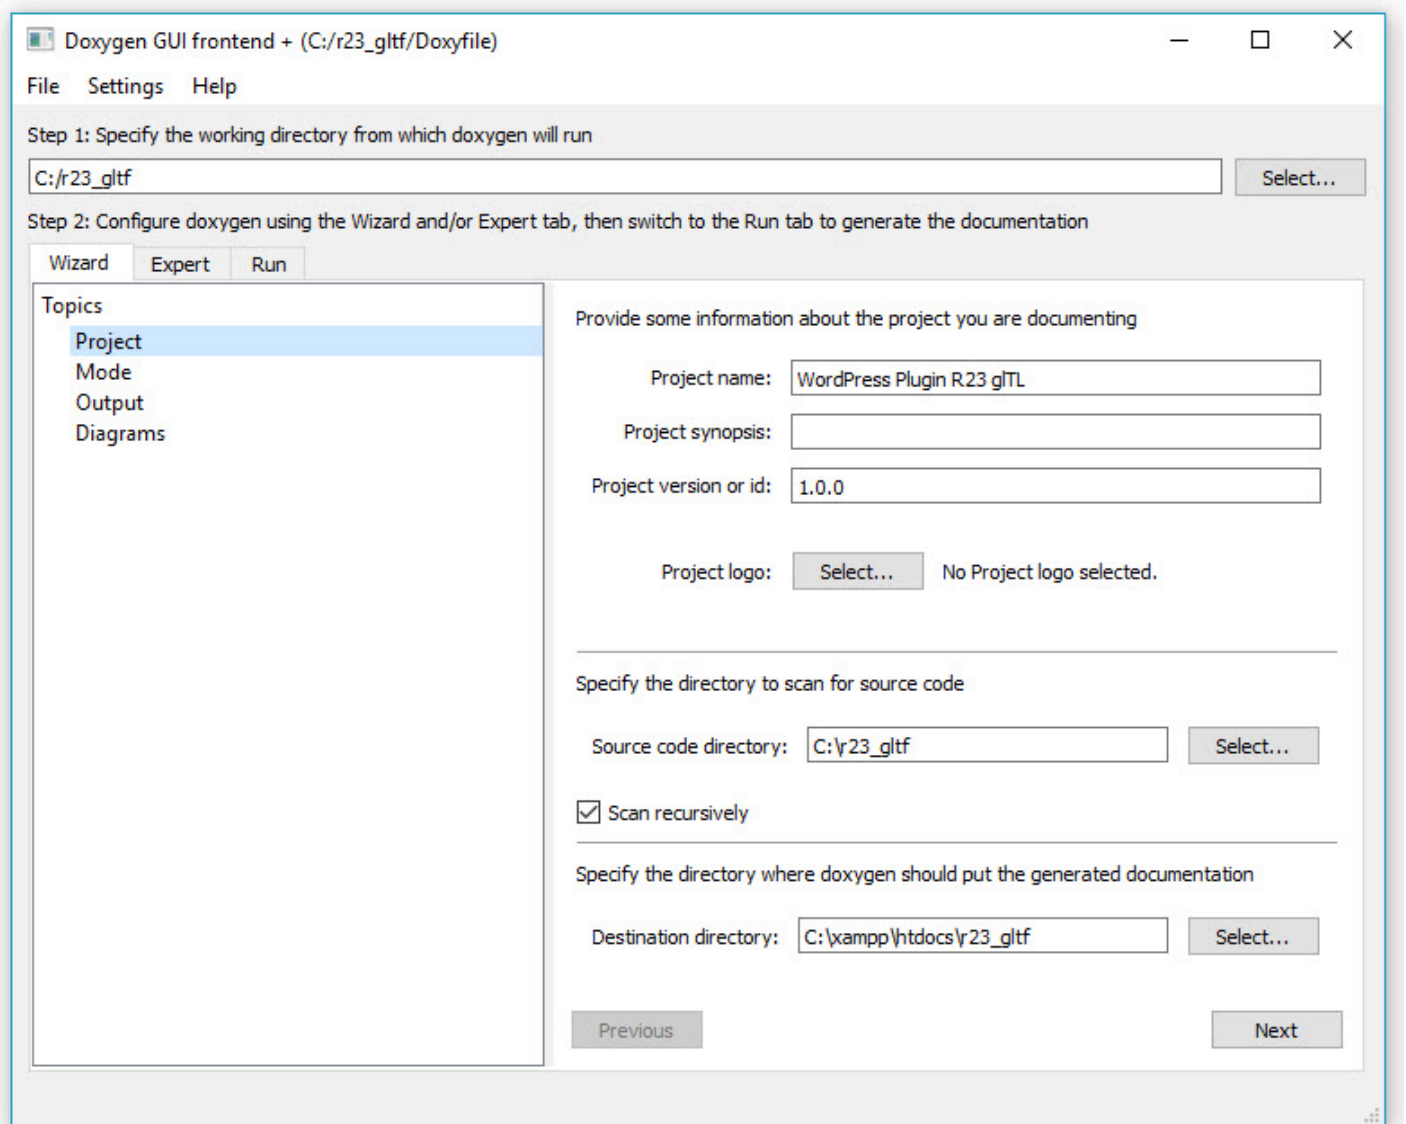 Doxygen GUI frontend + (C:/r23_gltf/Doxyfile)
File Settings Help
Step 1: Specify the working directory from which doxygen will run
C:/r23_gltf Select...
Step 2: Configure doxygen using the Wizard and/or Expert tab, then switch to the Run tab to generate the documentation
Wizard Expert Run
Topics
Project
Mode
Output
Diagrams
Provide some information about the project you are documenting
Project name: WordPress Plugin R23 glTL
Project synopsis:
Project version or id: 1.0.0
Project logo: Select... No Project logo selected.
Specify the directory to scan for source code
Source code directory: C:\r23_gltf Select...
Scan recursively
Specify the directory where doxygen should put the generated documentation
Destination directory: C:\xampp\htdocs\r23_gltf Select...
Previous Next